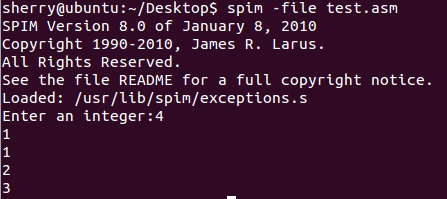 sherry@ubuntu:~/Desktop$ spim -file test.asm
SPIM Version 8.0 of January 8, 2010
Copyright 1990-2010, James R. Larus.
All Rights Reserved.
See the file README for a full copyright notice.
Loaded: /usr/lib/spim/exceptions.s
Enter an integer:4
1
1
2
3